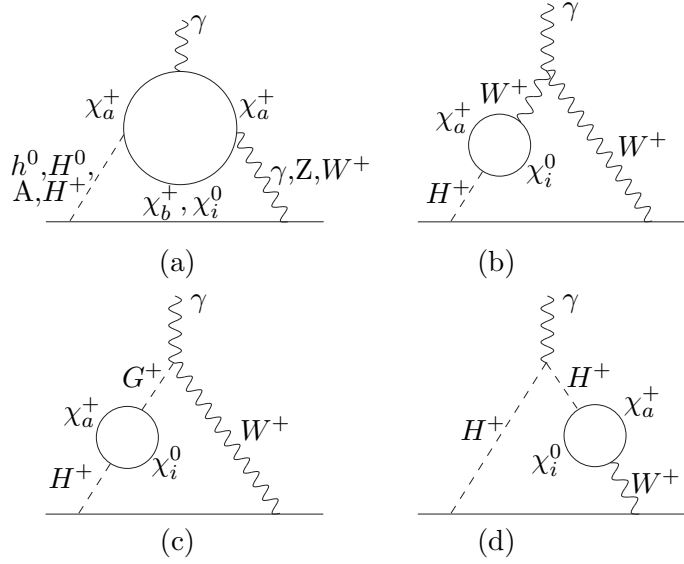 γ
χ_a^+ χ_a^+
h^0,H^0,
A,H^+
γ,Z,W^+
χ_b^+,χ_i^0
(a)
γ
W^+
χ_a^+
W^+
χ_i^0
H^+
(b)
γ
G^+
χ_a^+
W^+
χ_i^0
H^+
(c)
γ
H^+
χ_a^+
H^+
χ_i^0
W^+
(d)